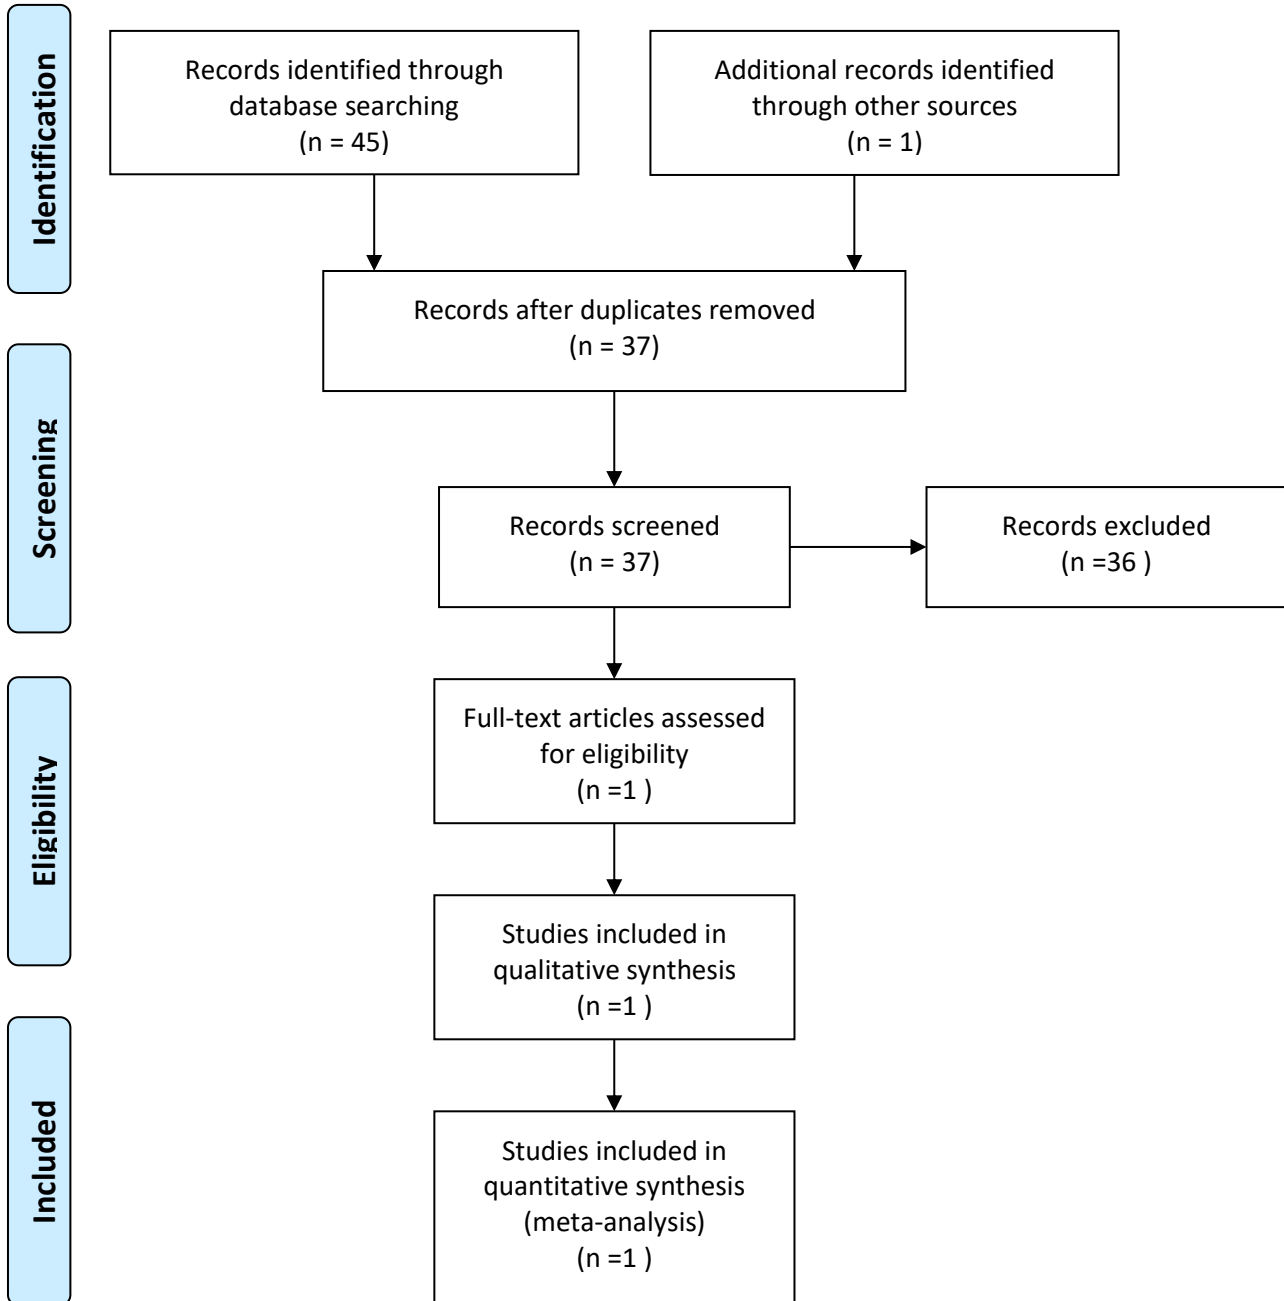 Identification
Records identified through
database searching
(n = 45)
Additional records identified
through other sources
(n = 1)
Records after duplicates removed
(n = 37)
Screening
Records screened
(n = 37)
Records excluded
(n =36 )
Eligibility
Full-text articles assessed
for eligibility
(n =1 )
Studies included in
qualitative synthesis
(n =1 )
Included
Studies included in
quantitative synthesis
(meta-analysis)
(n =1 )